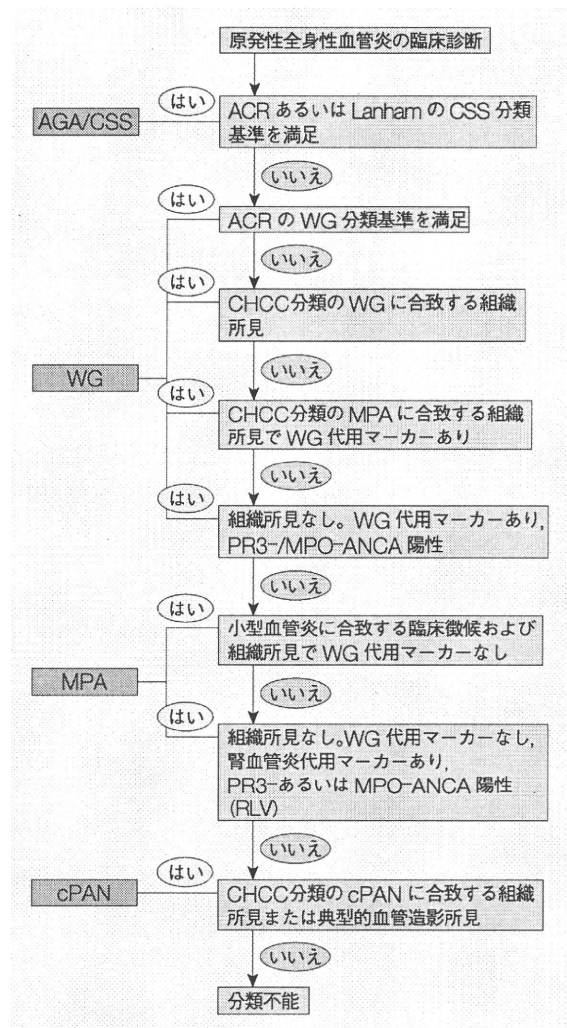 原発性全身性血管炎の臨床診断
はい
AGA/CSS
ACR あるいは Lanham の CSS 分類
基準を満足
いいえ
はい
ACR の WG 分類基準を満足
いいえ
はい
CHCC分類の WG に合致する組織
所見
いいえ
WG
はい
CHCC分類の MPA に合致する組織
所見で WG 代用マーカーあり
いいえ
はい
組織所見なし。WG 代用マーカーあり,
PR3-/MPO-ANCA 陽性
いいえ
はい
小型血管炎に合致する臨床徴候および
組織所見で WG 代用マーカーなし
MPA
いいえ
はい
組織所見なし。WG 代用マーカーなし,
腎血管炎代用マーカーあり,
PR3-あるいは MPO-ANCA 陽性
(RLV)
いいえ
はい
cPAN
CHCC分類の cPAN に合致する組織
所見または典型的血管造影所見
いいえ
分類不能